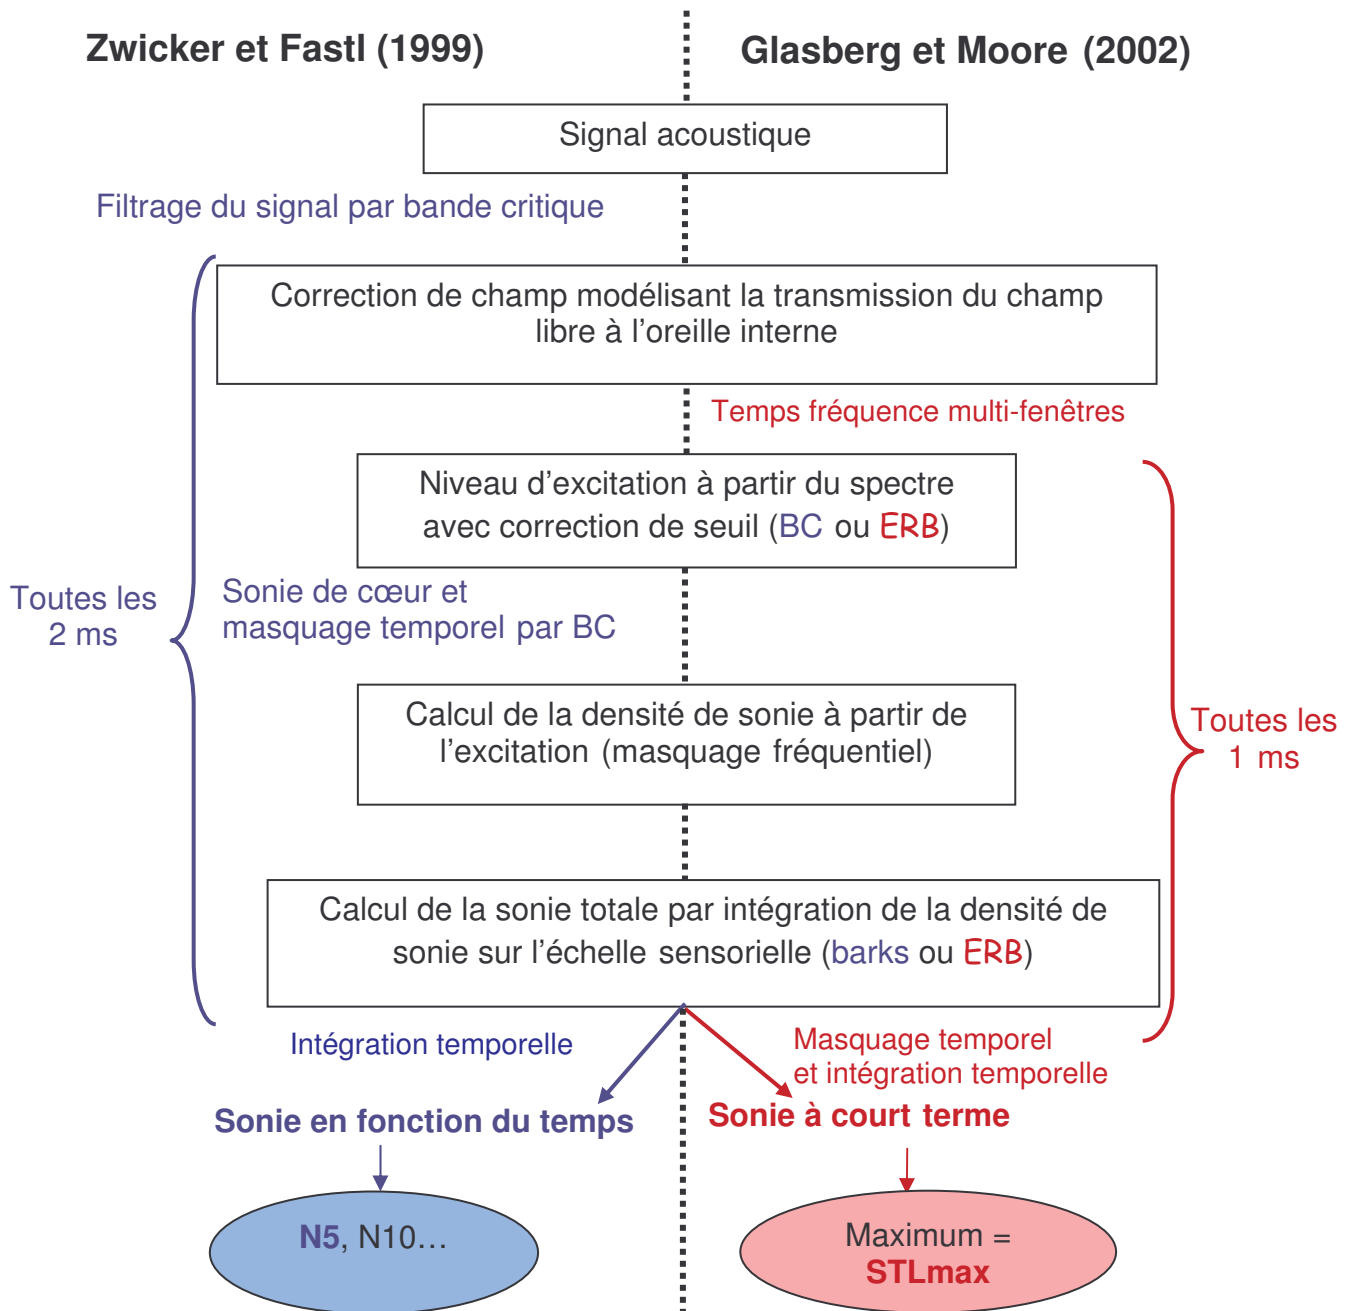 Zwicker et Fastl (1999)
Glasberg et Moore (2002)
Signal acoustique
Filtrage du signal par bande critique
Correction de champ modélisant la transmission du champ
libre à l'oreille interne
Temps fréquence multi-fenêtres
Niveau d'excitation à partir du spectre
avec correction de seuil (BC ou ERB)
Toutes les
2 ms
Sonie de cœur et
masquage temporel par BC
Calcul de la densité de sonie à partir de
l'excitation (masquage fréquentiel)
Toutes les
1 ms
Calcul de la sonie totale par intégration de la densité de
sonie sur l'échelle sensorielle (barks ou ERB)
Intégration temporelle
Masquage temporel
et intégration temporelle
Sonie en fonction du temps
Sonie à court terme
N5, N10…
Maximum =
STLmax